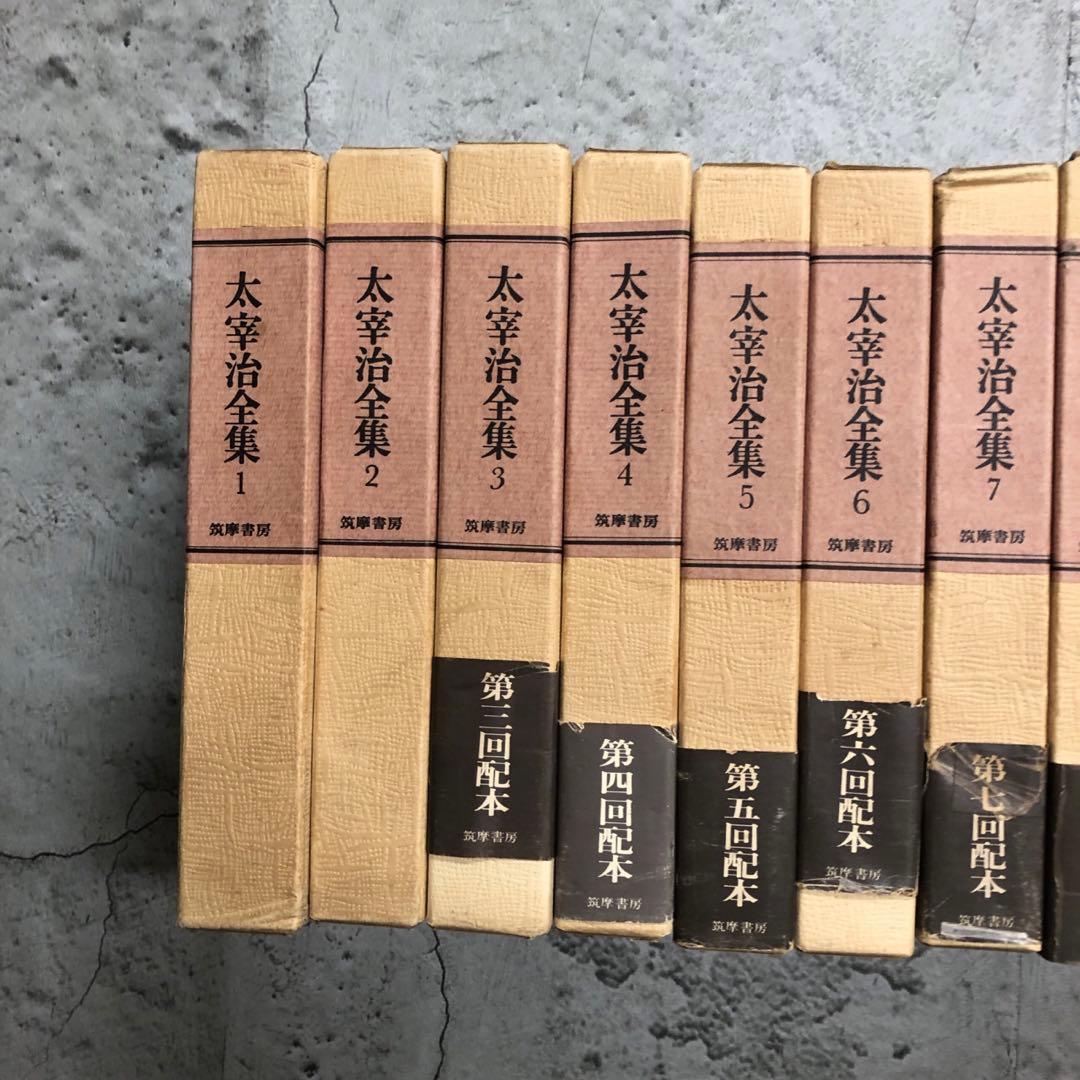 太宰治全集
1
筑摩書房
太宰治全集
2
筑摩書房
太宰治全集
3
筑摩書房
第三回配本
筑摩書房
太宰治全集
4
筑摩書房
第四回配本
筑摩書房
太宰治全集
5
筑摩書房
第五回配本
筑摩書房
太宰治全集
6
筑摩書房
第六回配本
筑摩書房
太宰治全集
7
筑摩書房
第七回配本
筑摩書房